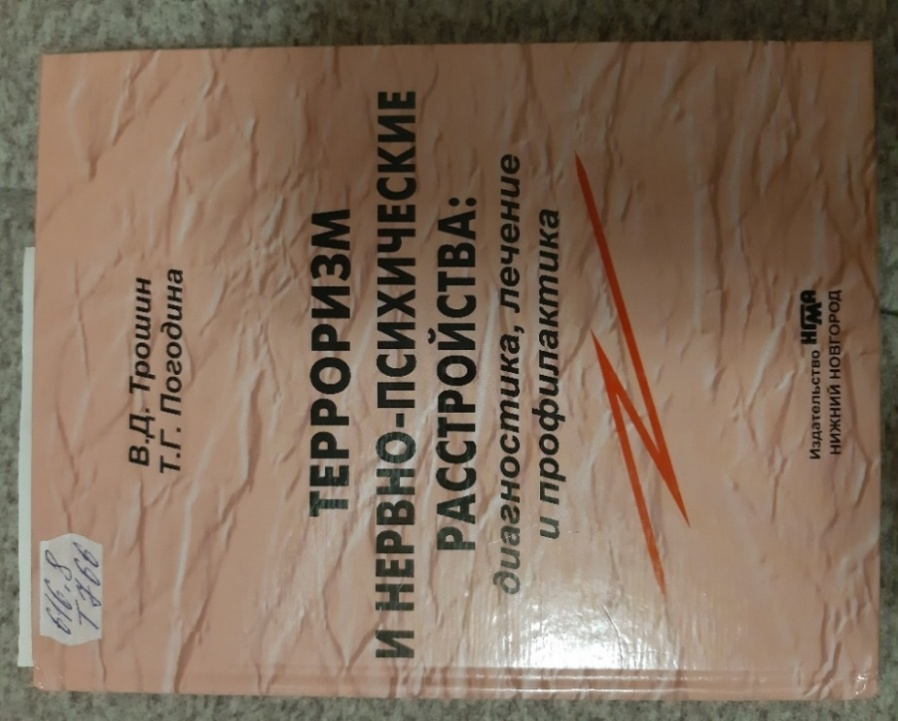 616.8
Т766
В.Д. Трошин
Т.Г. Погодина
ТЕРРОРИЗМ
И НЕРВНО-ПСИХИЧЕСКИЕ
РАССТРОЙСТВА:
диагностика, лечение
и профилактика
Издательство НГМА
НИЖНИЙ НОВГОРОД